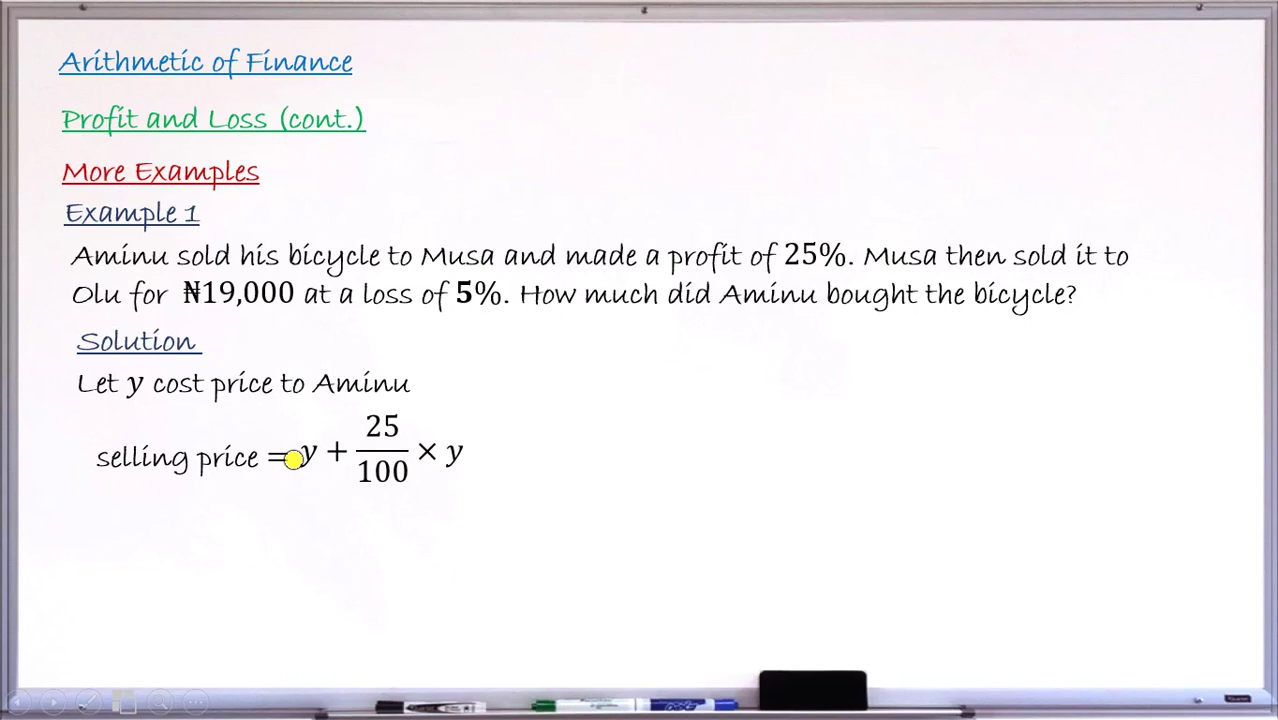 Arithmetic of Finance
Profit and Loss (cont.)
More Examples
Example 1
Aminu sold his bicycle to Musa and made a profit of 25%. Musa then sold it to
Olu for ₦19,000 at a loss of 5%. How much did Aminu bought the bicycle?
Solution
Let y cost price to Aminu
selling price = y + 25/100 × y